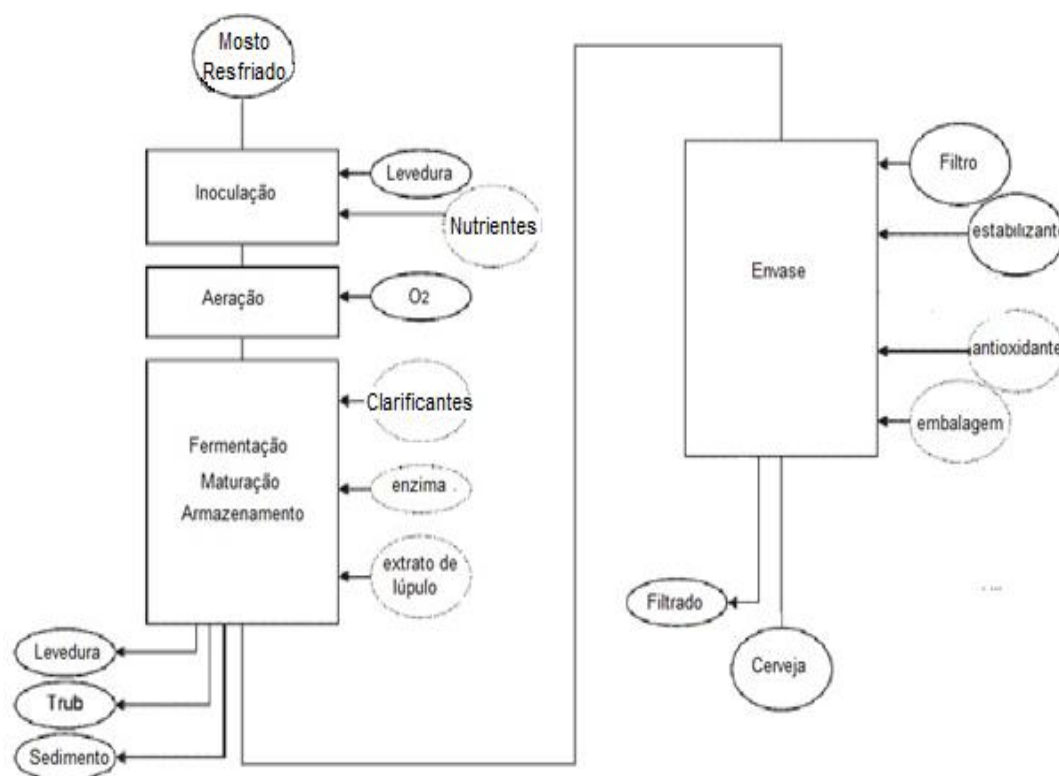 Mosto
Resfriado
Inoculação
Levedura
Nutrientes
Aeração
O2
Fermentação
Maturação
Armazenamento
Clarificantes
enzima
extrato de
lúpulo
Levedura
Trub
Sedimento
Envase
Filtro
estabilizante
antioxidante
embalagem
Filtrado
Cerveja